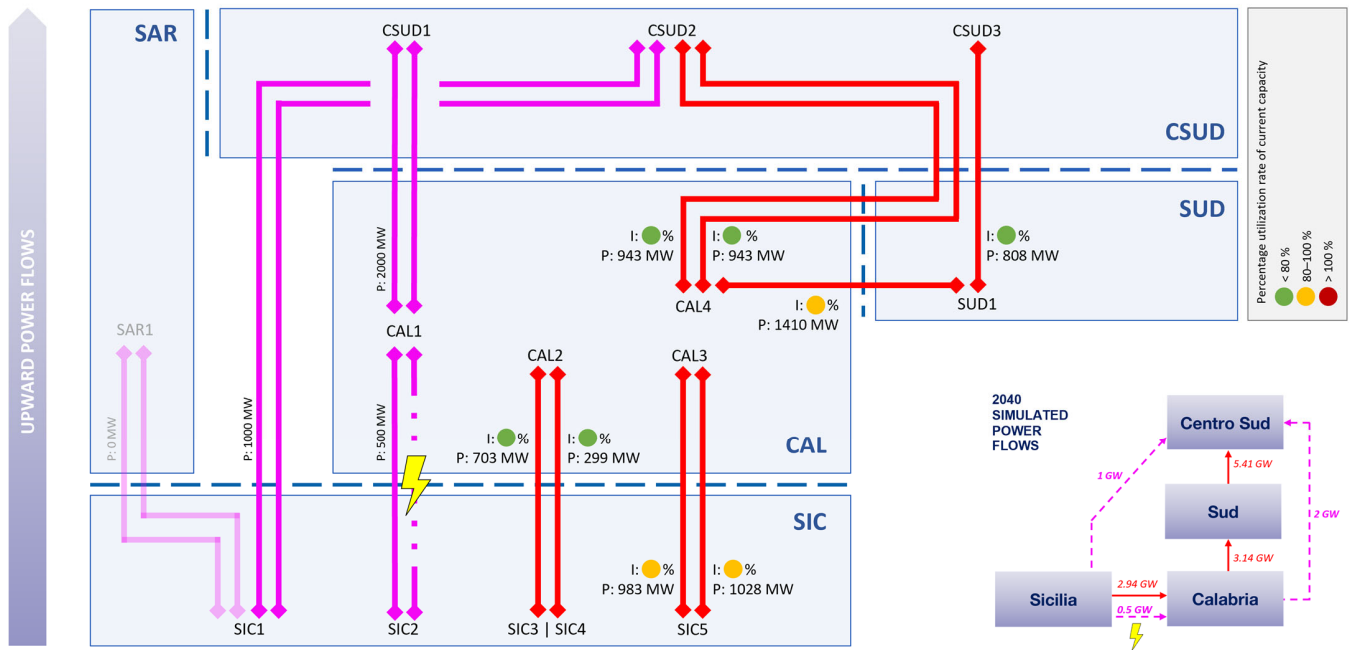 UPWARD POWER FLOWS
SAR
CSUD1
CSUD2
CSUD3
CSUD
SUD
P: 2000 MW
I: %
P: 943 MW
I: %
P: 943 MW
I: %
P: 808 MW
CAL4
SUD1
I: %
P: 1410 MW
SAR1
CAL1
CAL2
CAL3
P: 0 MW
P: 1000 MW
P: 500 MW
I: %
P: 703 MW
I: %
P: 299 MW
CAL
SIC
I: %
P: 983 MW
I: %
P: 1028 MW
SIC1
SIC2
SIC3 | SIC4
SIC5
Percentage utilization rate of current capacity
< 80 %
80–100 %
> 100 %
2040
SIMULATED
POWER
FLOWS
Centro Sud
1 GW
5.41 GW
Sud
2 GW
3.14 GW
2.94 GW
Sicilia
0.5 GW
Calabria